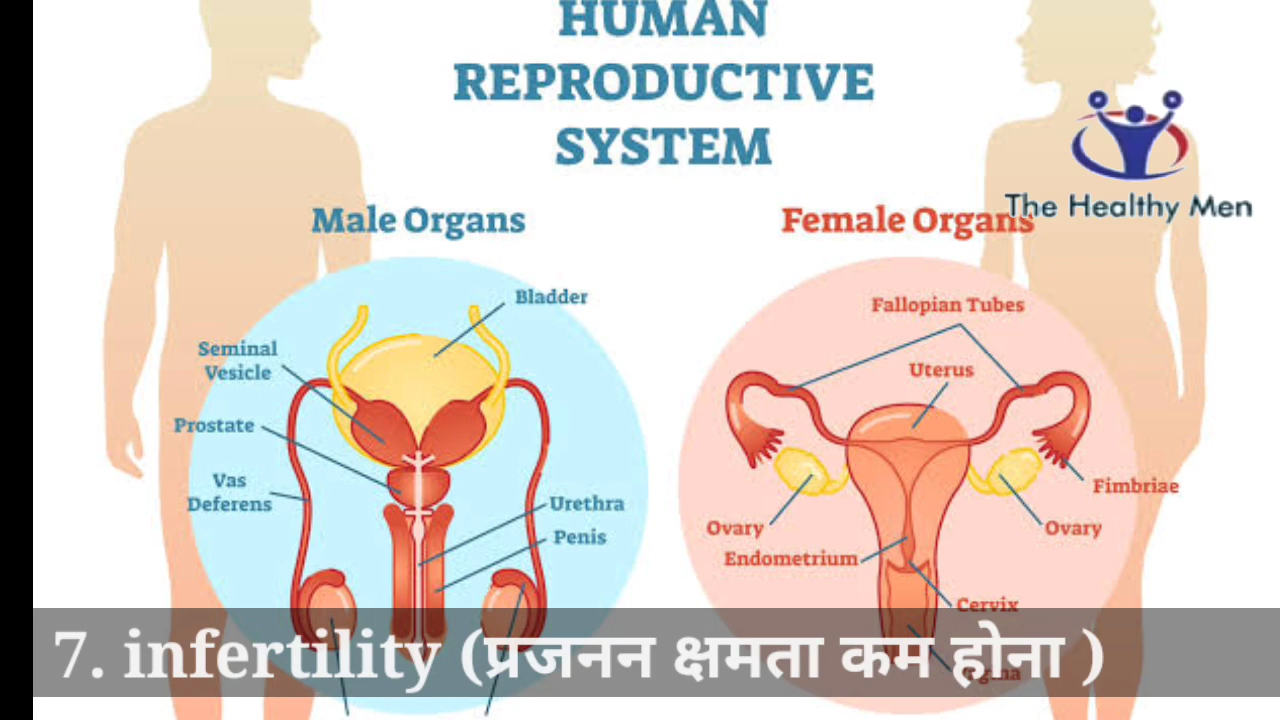 HUMAN
REPRODUCTIVE
SYSTEM
The Healthy Men
Male Organs
Female Organs
Bladder
Seminal
Vesicle
Prostate
Vas
Deferens
Urethra
Penis
Fallopian Tubes
Uterus
Fimbriae
Ovary
Ovary
Endometrium
Cervix
7. infertility (प्रजनन क्षमता कम होना )